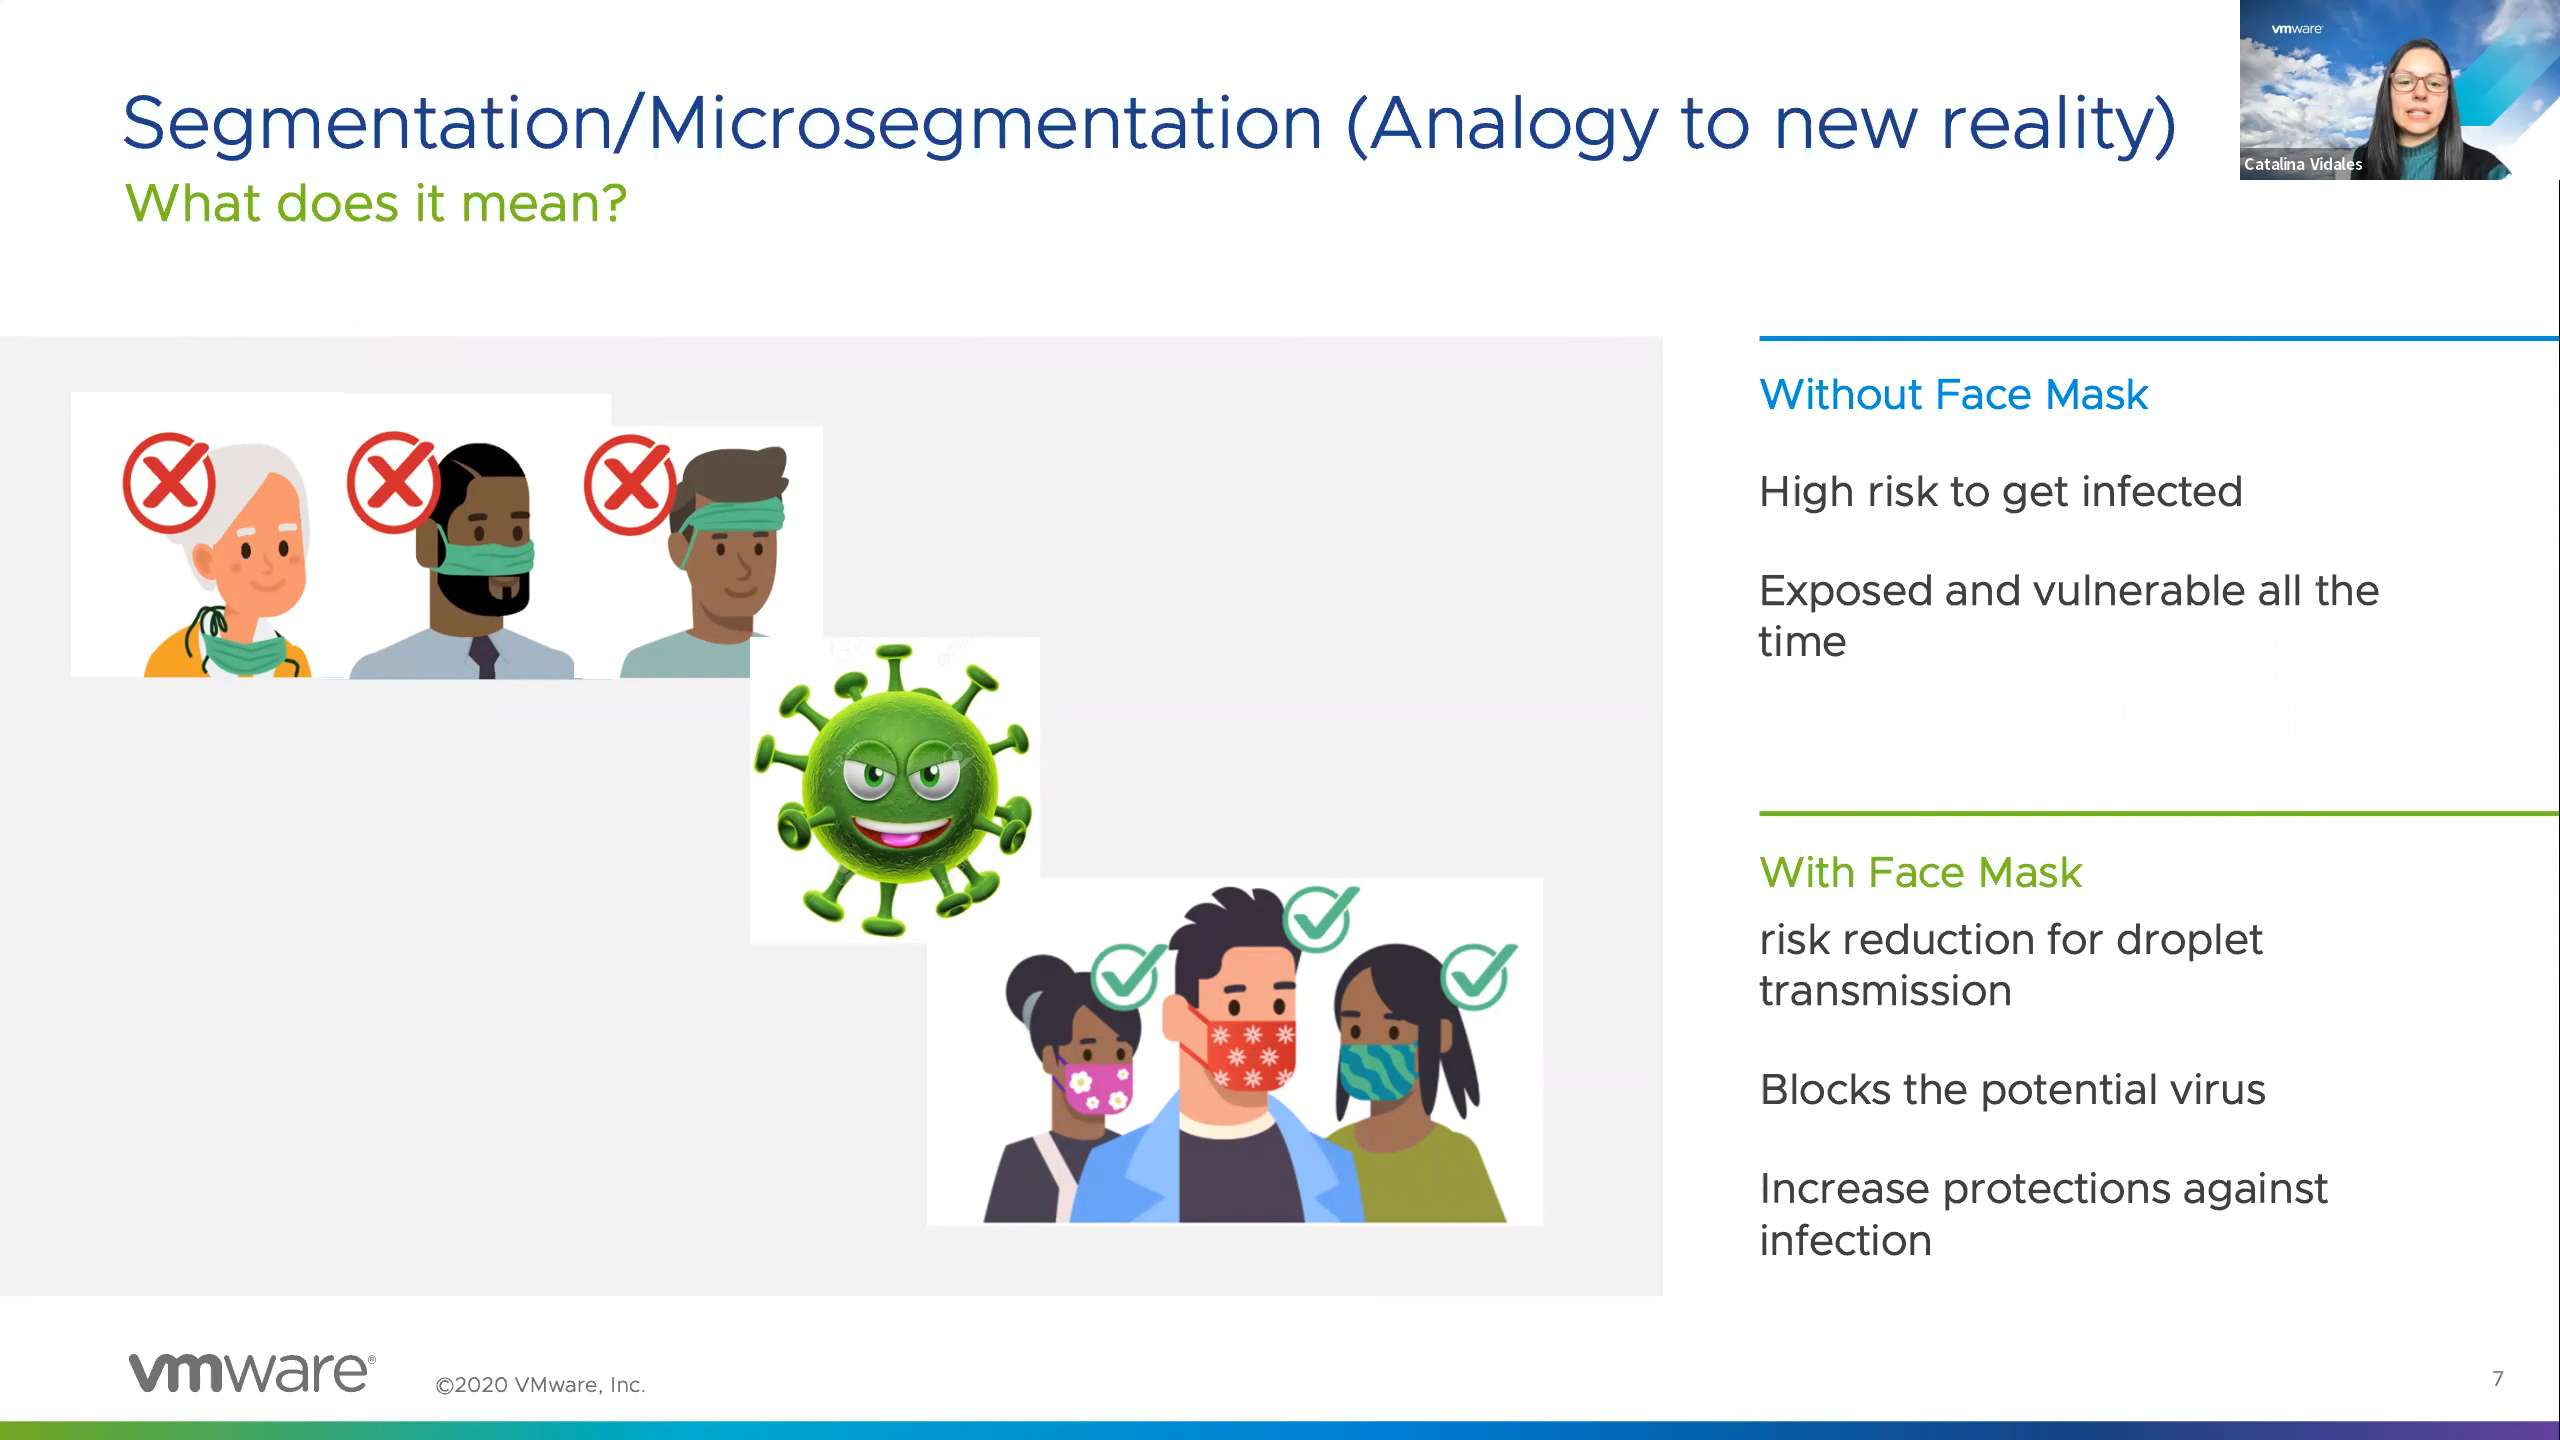 vmware
Segmentation/Microsegmentation (Analogy to new reality)
Catalina Vidales
What does it mean?
Without Face Mask
High risk to get infected
Exposed and vulnerable all the
time
With Face Mask
risk reduction for droplet
transmission
Blocks the potential virus
Increase protections against
infection
vmware®
©2020 VMware, Inc.
7